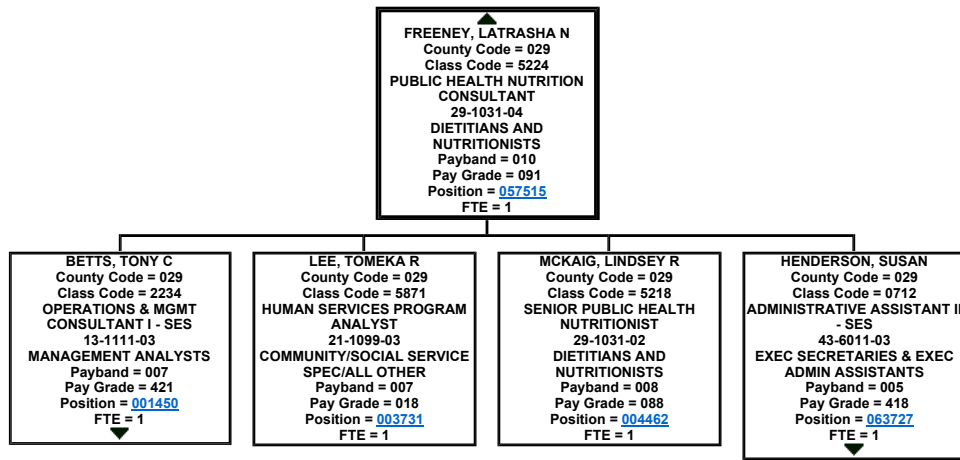 FREENEY, LATRASHA N
County Code = 029
Class Code = 5224
PUBLIC HEALTH NUTRITION
CONSULTANT
29-1031-04
DIETITIANS AND
NUTRITIONISTS
Payband = 010
Pay Grade = 091
Position = 057515
FTE = 1
BETTS, TONY C
County Code = 029
Class Code = 2234
OPERATIONS & MGMT
CONSULTANT I - SES
13-1111-03
MANAGEMENT ANALYSTS
Payband = 007
Pay Grade = 421
Position = 001450
FTE = 1
LEE, TOMEKA R
County Code = 029
Class Code = 5871
HUMAN SERVICES PROGRAM
ANALYST
21-1099-03
COMMUNITY/SOCIAL SERVICE
SPEC/ALL OTHER
Payband = 007
Pay Grade = 018
Position = 003731
FTE = 1
MCKAIG, LINDSEY R
County Code = 029
Class Code = 5218
SENIOR PUBLIC HEALTH
NUTRITIONIST
29-1031-02
DIETITIANS AND
NUTRITIONISTS
Payband = 008
Pay Grade = 088
Position = 004462
FTE = 1
HENDERSON, SUSAN
County Code = 029
Class Code = 0712
ADMINISTRATIVE ASSISTANT
- SES
43-6011-03
EXEC SECRETARIES & EXEC
ADMIN ASSISTANTS
Payband = 005
Pay Grade = 418
Position = 063727
FTE = 1